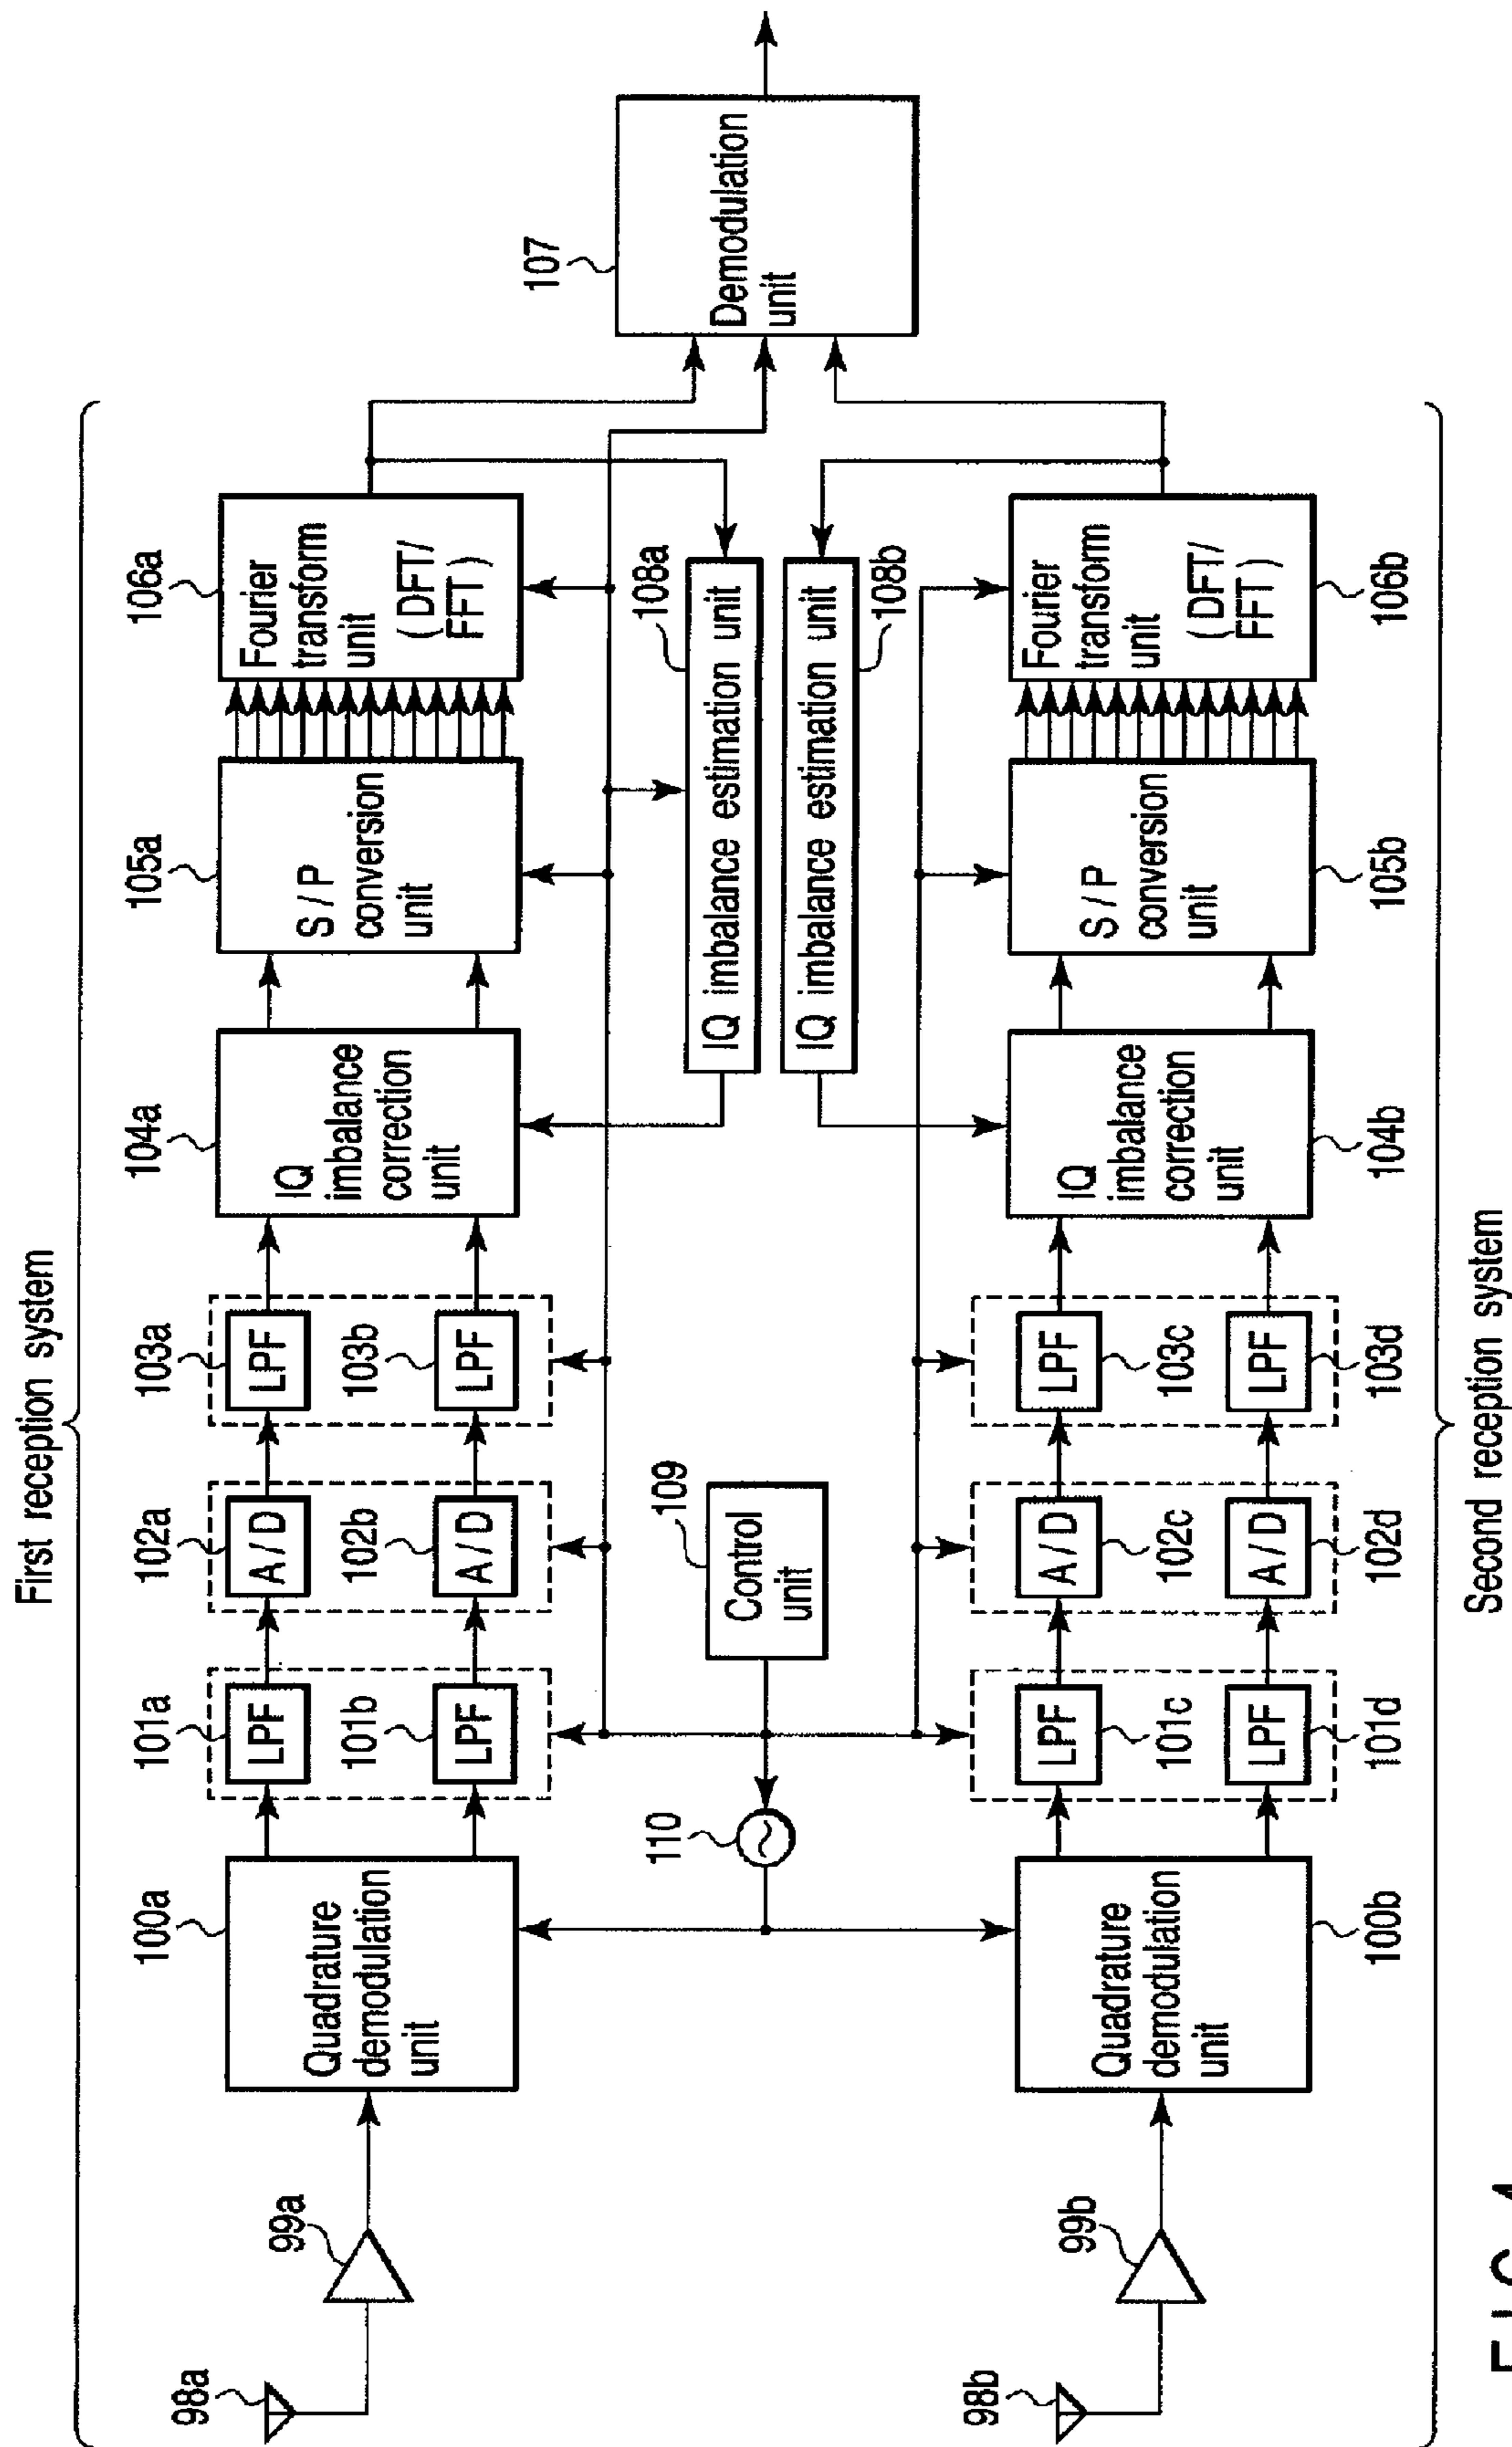 First reception system
98a
99a
100a
Quadrature
demodulation
unit
101a
LPF
101b
LPF
102a
A/D
102b
A/D
103a
LPF
103b
LPF
104a
IQ
imbalance
correction
unit
105a
S/P
conversion
unit
106a
Fourier
transform
unit
(DFT/
FFT)
107
Demodulation
unit
108a
IQ imbalance estimation unit
IQ imbalance estimation unit
108b
109
Control
unit
110
98b
99b
Quadrature
demodulation
unit
100b
LPF
101c
LPF
101d
A/D
102c
A/D
102d
LPF
103c
LPF
103d
IQ
imbalance
correction
unit
104b
S/P
conversion
unit
105b
Fourier
transform
unit
(DFT/
FFT)
106b
Second reception system